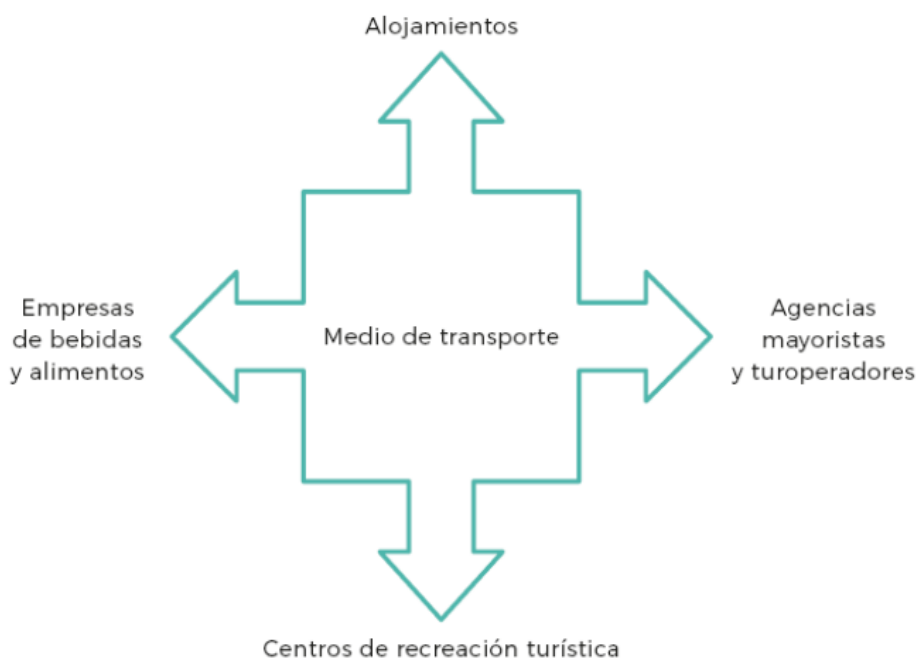 Alojamientos
Empresas
de bebidas
y alimentos
Medio de transporte
Agencias
mayoristas
y turoperadores
Centros de recreación turística